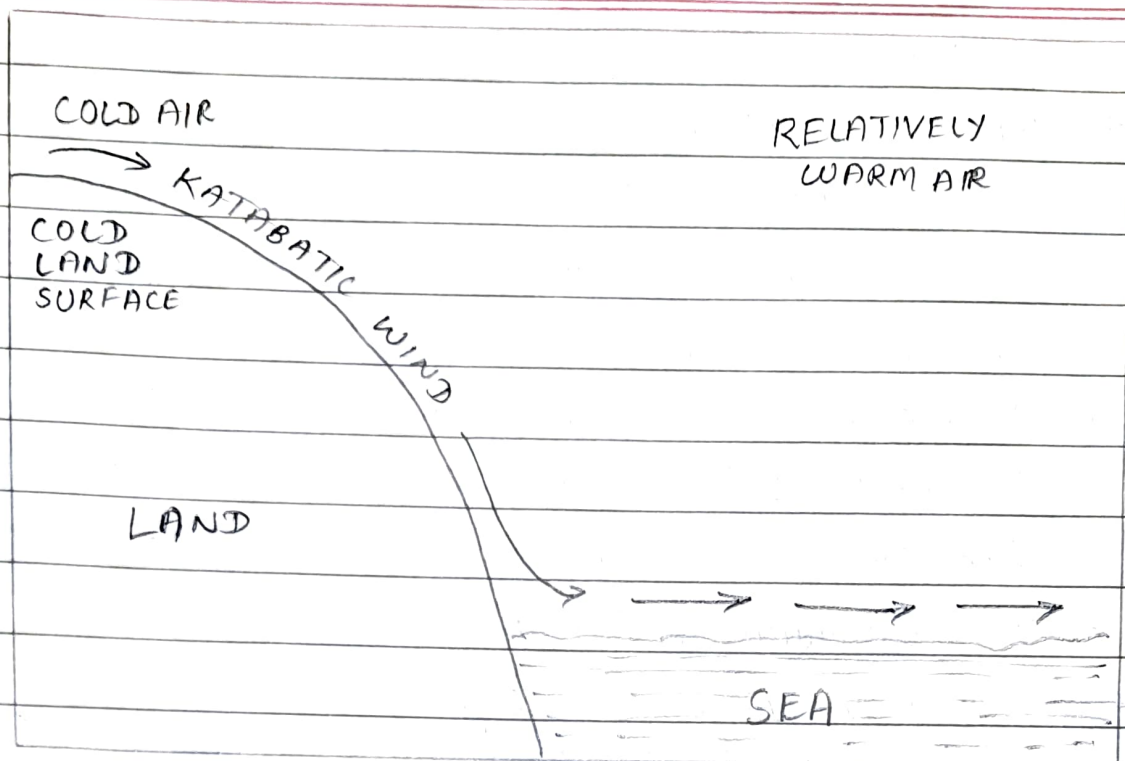 COLD AIR
RELATIVELY
WARM AIR
KATABATIC WIND
COLD
LAND
SURFACE
LAND
SEA